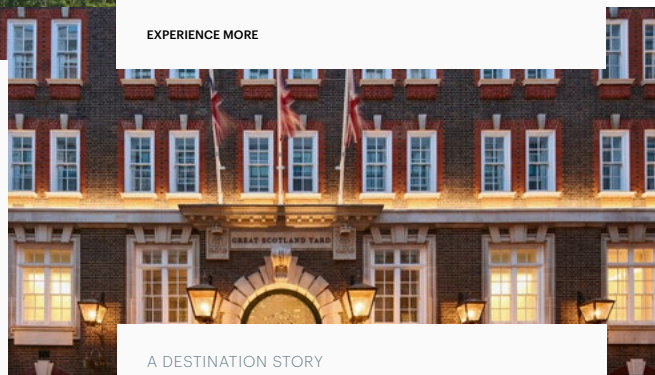 EXPERIENCE MORE
GREAT SCOTLAND YARD
A DESTINATION STORY